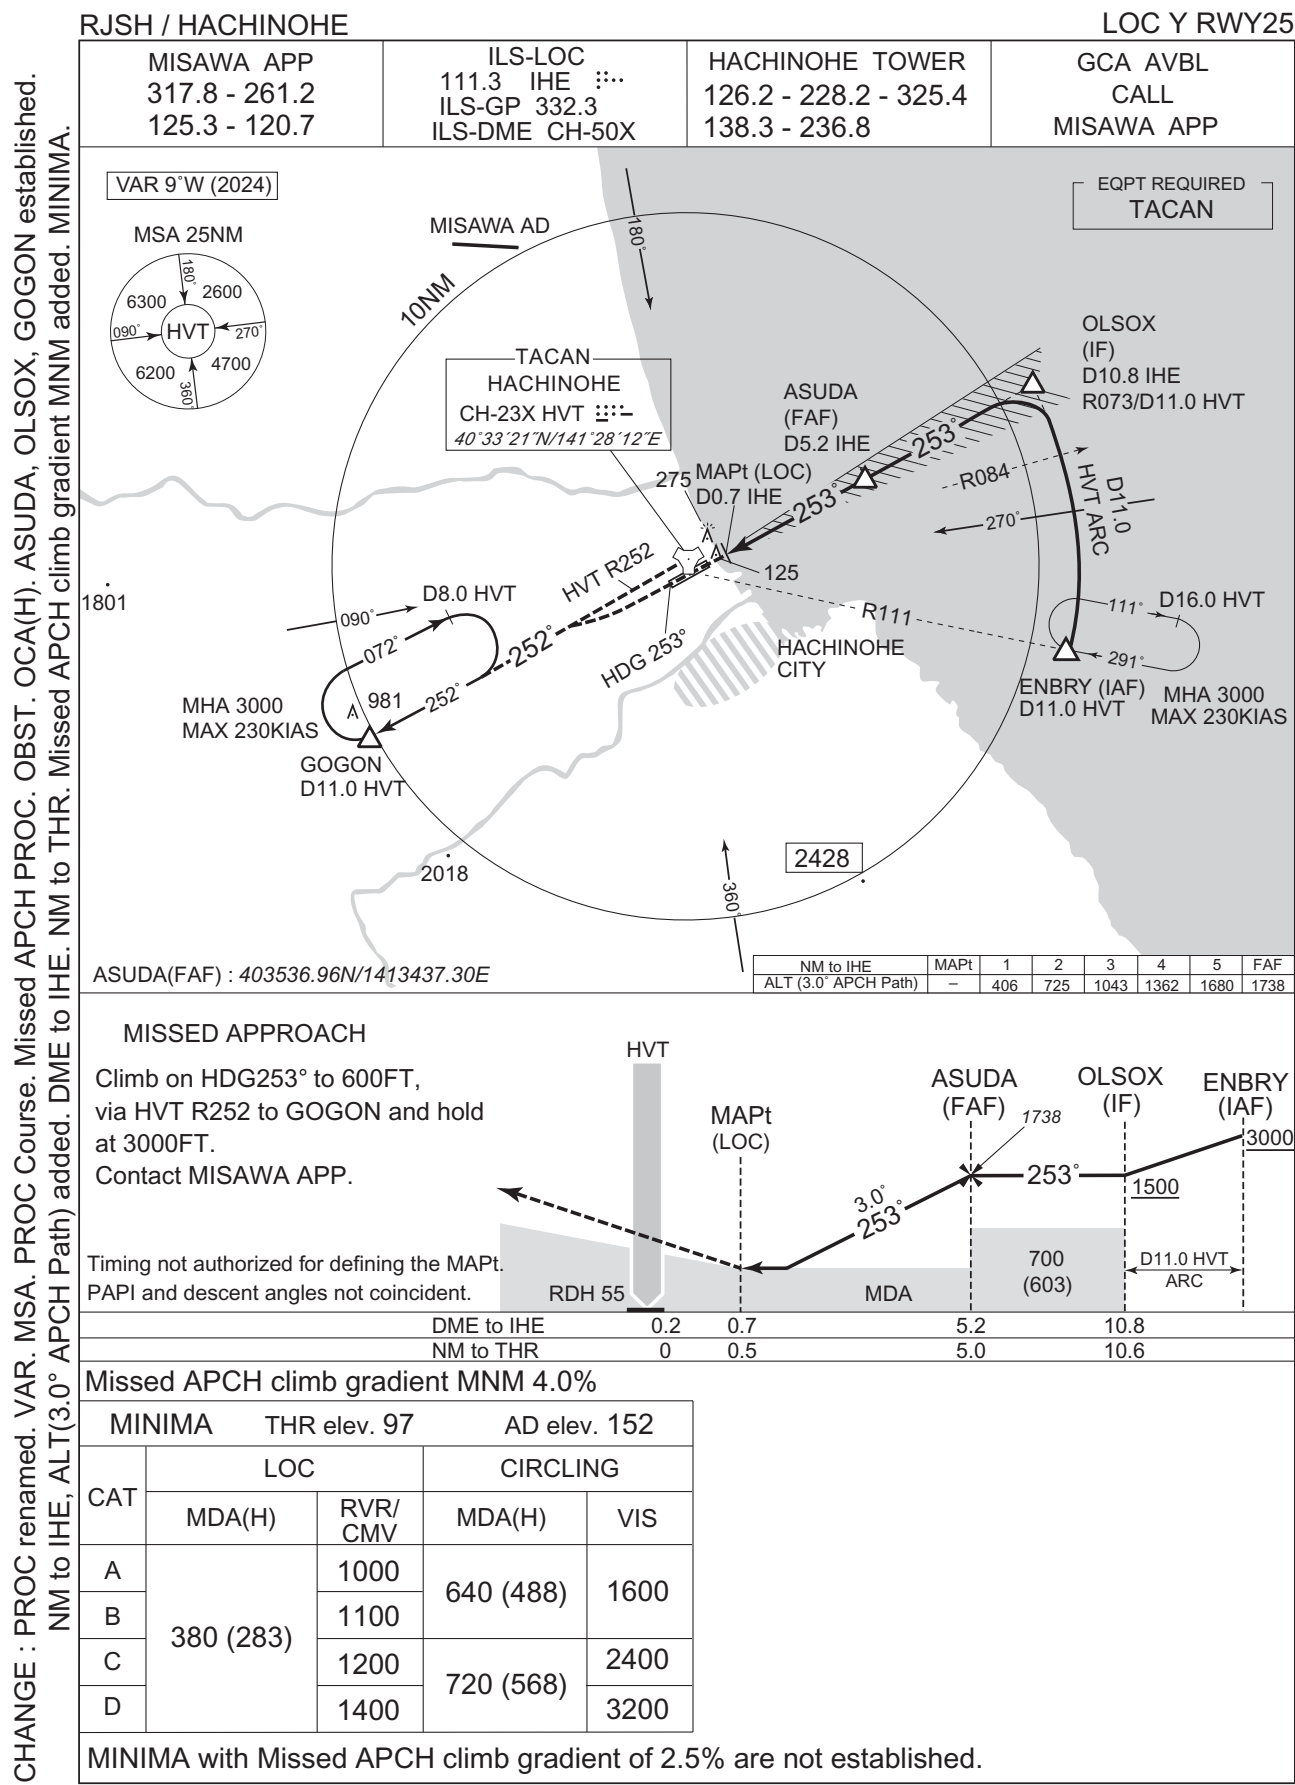 RJSH / HACHINOHE
LOC Y RWY25
MISAWA APP
317.8 - 261.2
125.3 - 120.7
ILS-LOC
111.3 IHE
ILS-GP 332.3
ILS-DME CH-50X
HACHINOHE TOWER
126.2 - 228.2 - 325.4
138.3 - 236.8
GCA AVBL
CALL
MISAWA APP
CHANGE : PROC renamed. VAR. MSA. PROC Course. Missed APCH PROC. OBST. OCA(H). ASUDA, OLSOX, GOGON established.
NM to IHE, ALT(3.0° APCH Path) added. DME to IHE. NM to THR. Missed APCH climb gradient MNM added. MINIMA.
VAR 9°W (2024)
MSA 25NM
180°
6300
2600
090°
HVT
270°
6200
4700
360°
MISAWA AD
10NM
180°
EQPT REQUIRED
TACAN
TACAN
HACHINOHE
CH-23X HVT
40°33′21″N/141°28′12″E
OLSOX
(IF)
D10.8 IHE
R073/D11.0 HVT
ASUDA
(FAF)
D5.2 IHE
253°
275
MAPt (LOC)
D0.7 IHE
253°
R084
D11.0
HVT ARC
270°
125
HVT R252
R111
1801
D8.0 HVT
090°
072°
252°
HDG 253°
HACHINOHE
CITY
111°
D16.0 HVT
291°
ENBRY (IAF)
D11.0 HVT
MHA 3000
MAX 230KIAS
MHA 3000
MAX 230KIAS
981
252°
GOGON
D11.0 HVT
2018
2428
360°
ASUDA(FAF) : 403536.96N/1413437.30E
NM to IHE MAPt 1 2 3 4 5 FAF
ALT (3.0° APCH Path) – 406 725 1043 1362 1680 1738
MISSED APPROACH
Climb on HDG253° to 600FT,
via HVT R252 to GOGON and hold
at 3000FT.
Contact MISAWA APP.
Timing not authorized for defining the MAPt.
PAPI and descent angles not coincident.
HVT
MAPt
(LOC)
ASUDA
(FAF)
1738
OLSOX
(IF)
ENBRY
(IAF)
3000
253°
1500
3.0°
253°
700
(603)
D11.0 HVT
ARC
RDH 55
MDA
DME to IHE 0.2 0.7 5.2 10.8
NM to THR 0 0.5 5.0 10.6
Missed APCH climb gradient MNM 4.0%
MINIMA THR elev. 97 AD elev. 152
CAT
LOC
CIRCLING
MDA(H)
RVR/
CMV
MDA(H)
VIS
A
B
C
D
380 (283)
1000
1100
1200
1400
640 (488)
720 (568)
1600
2400
3200
MINIMA with Missed APCH climb gradient of 2.5% are not established.